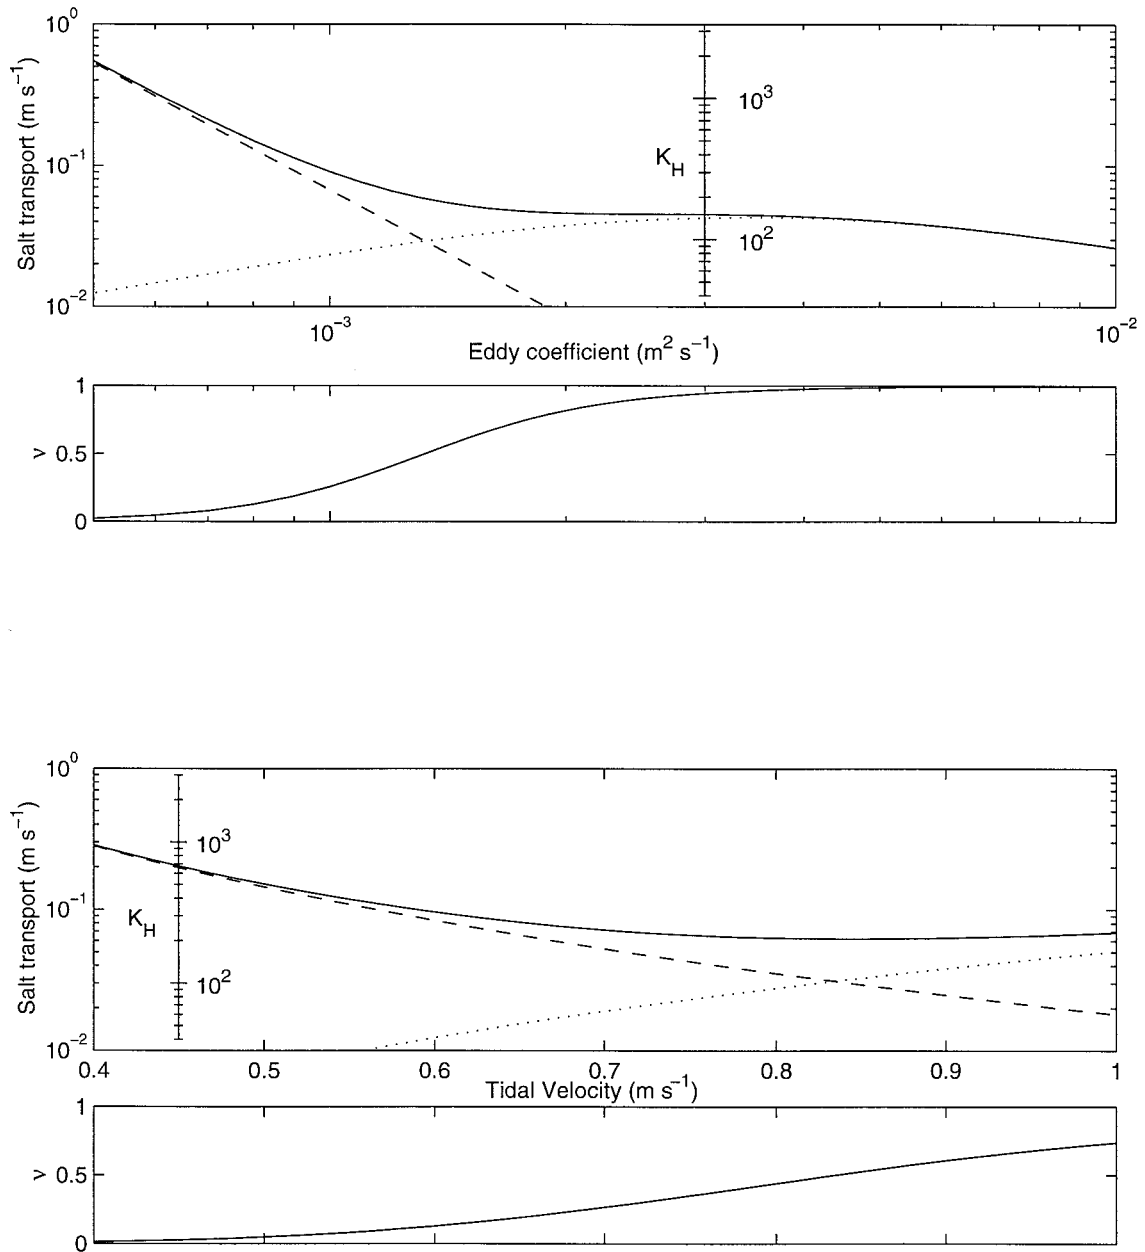 10^0
Salt transport (m s^−1)
10^−1
10^−2
K_H
10^3
10^2
10^−3
10^−2
Eddy coefficient (m^2 s^−1)
1
ν 0.5
0
10^0
Salt transport (m s^−1)
10^−1
10^−2
K_H
10^3
10^2
0.4 0.5 0.6 0.7 0.8 0.9 1
Tidal Velocity (m s^−1)
1
ν 0.5
0